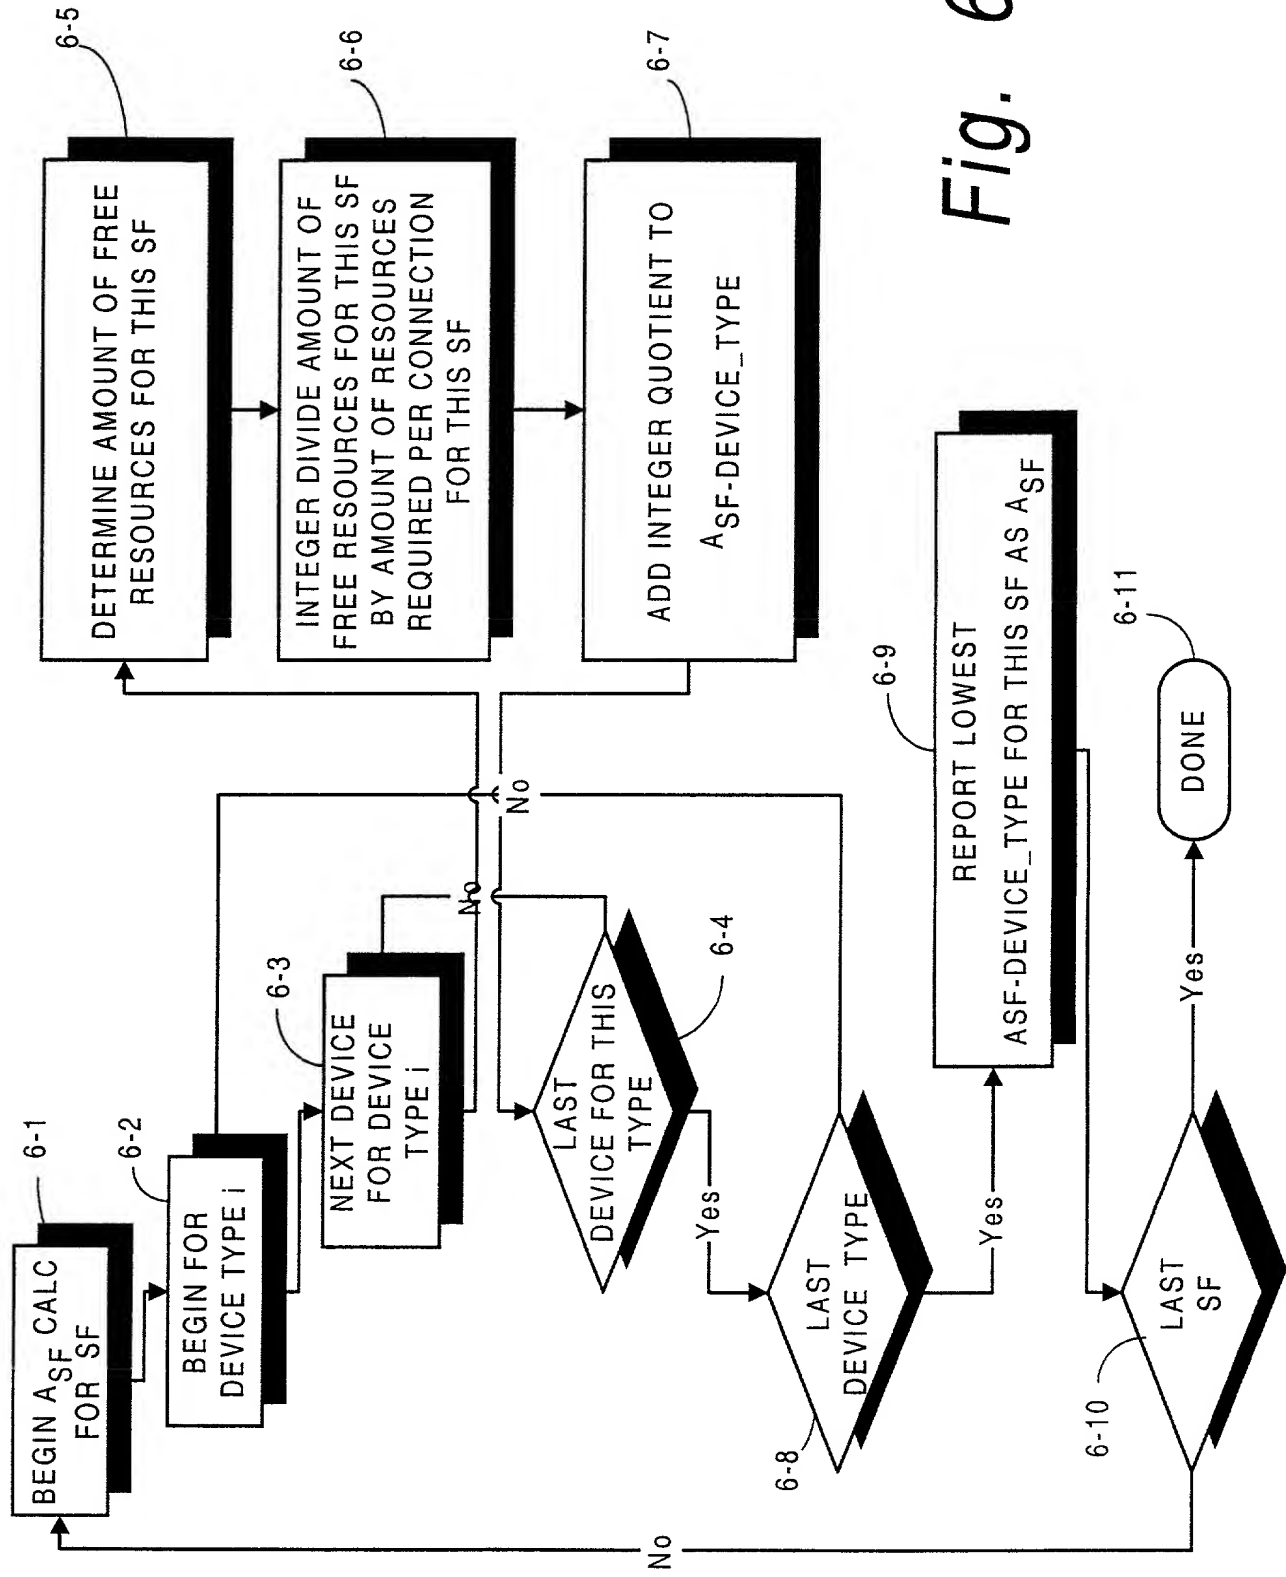 6-1
BEGIN ASF CALC
FOR SF
6-2
BEGIN FOR
DEVICE TYPE i
6-3
NEXT DEVICE
FOR DEVICE
TYPE i
No
6-4
LAST
DEVICE FOR THIS
TYPE
Yes
No
6-5
DETERMINE AMOUNT OF FREE
RESOURCES FOR THIS SF
6-6
INTEGER DIVIDE AMOUNT OF
FREE RESOURCES FOR THIS SF
BY AMOUNT OF RESOURCES
REQUIRED PER CONNECTION
FOR THIS SF
6-7
ADD INTEGER QUOTIENT TO
ASF-DEVICE_TYPE
6-8
LAST
DEVICE TYPE
Yes
6-9
REPORT LOWEST
ASF-DEVICE_TYPE FOR THIS SF AS ASF
6-10
LAST
SF
Yes
No
6-11
DONE
Fig. 6